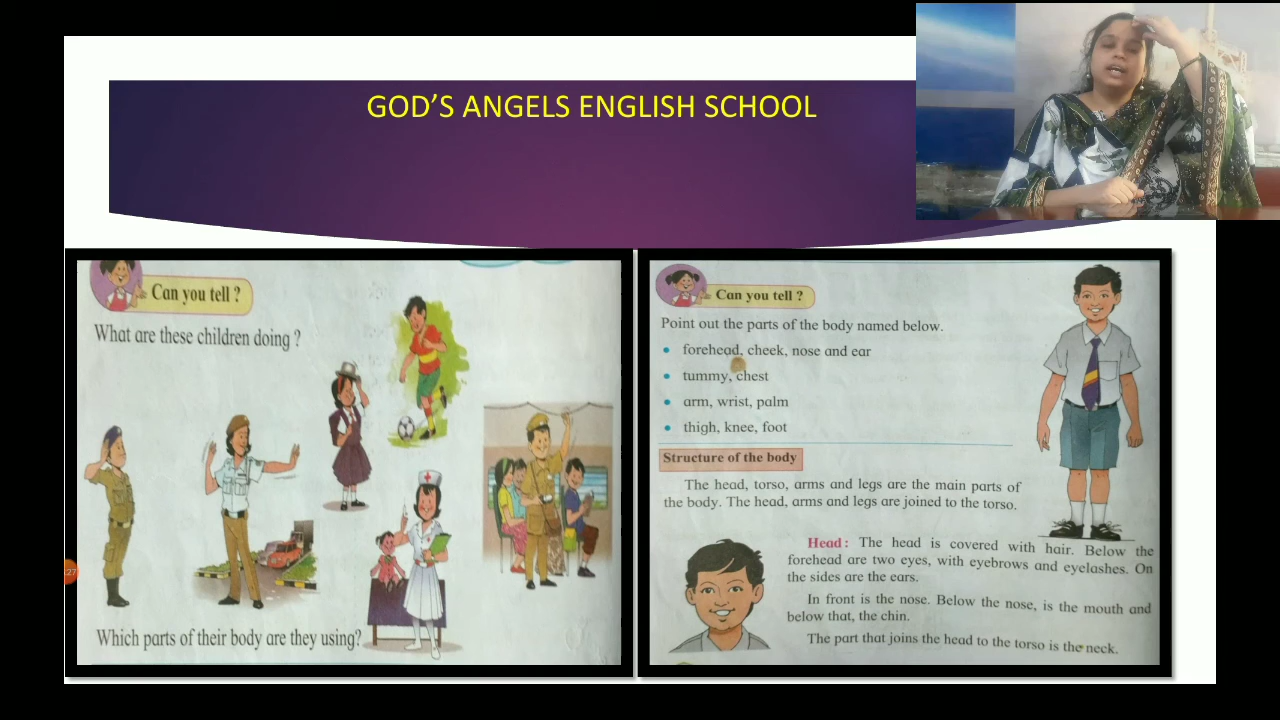 GOD'S ANGELS ENGLISH SCHOOL
Can you tell ?
What are these children doing ?
Which parts of their body are they using?
Can you tell ?
Point out the parts of the body named below.
• forehead, cheek, nose and ear
• tummy, chest
• arm, wrist, palm
• thigh, knee, foot
Structure of the body
The head, torso, arms and legs are the main parts of
the body. The head, arms and legs are joined to the torso.
Head : The head is covered with hair. Below the
forehead are two eyes, with eyebrows and eyelashes. On
the sides are the ears.
In front is the nose. Below the nose, is the mouth and
below that, the chin.
The part that joins the head to the torso is the neck.
27